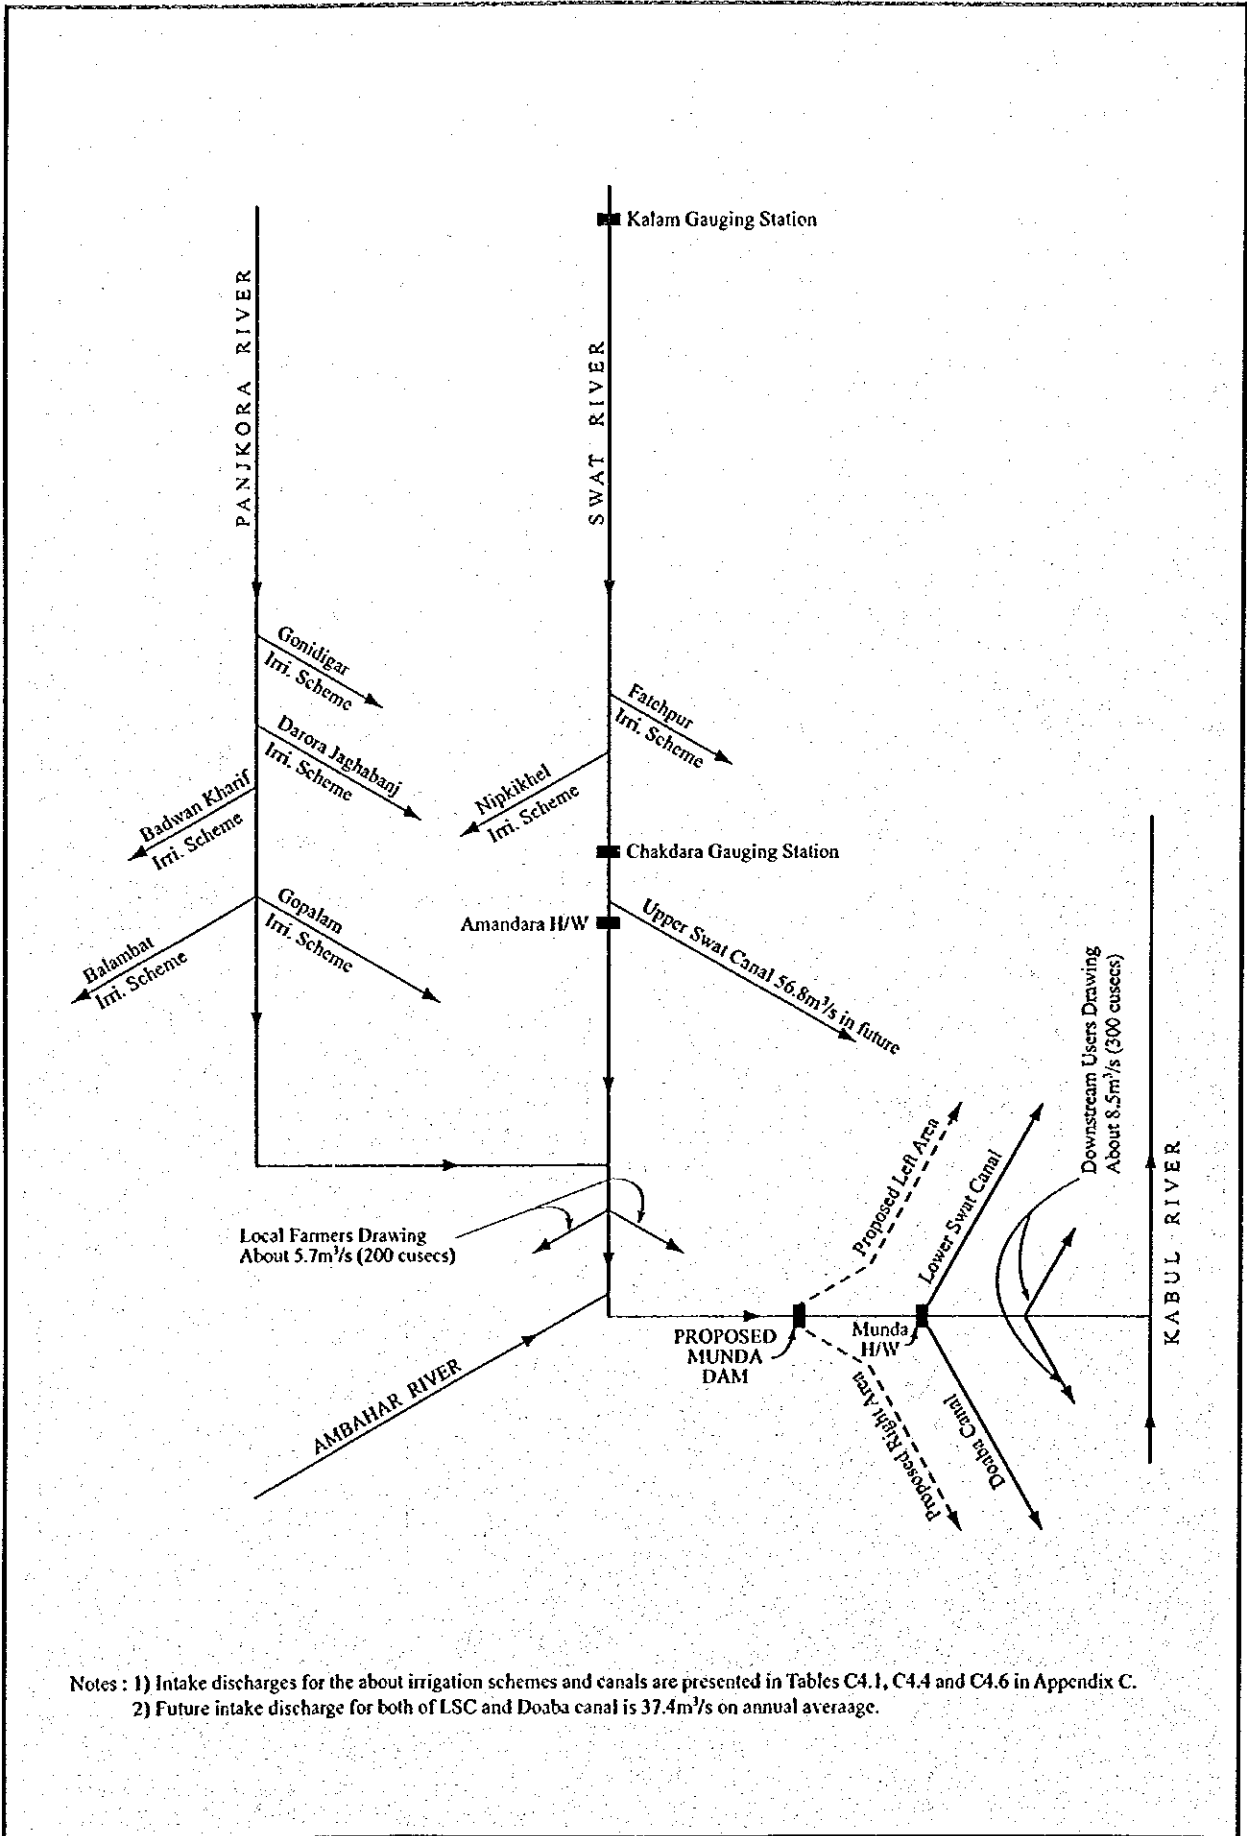 Kalam Gauging Station
PANJKORA RIVER
SWAT RIVER
Gonidigar
Irri. Scheme
Darora Jaghabanj
Irri. Scheme
Badwan Kharif
Irri. Scheme
Gopalam
Irri. Scheme
Balambat
Irri. Scheme
Fatehpur
Irri. Scheme
Nipkikhel
Irri. Scheme
Chakdara Gauging Station
Amandara H/W
Upper Swat Canal 56.8m³/s in future
Downstream Users Drawing
About 8.5m³/s (300 cusecs)
KABUL RIVER
Local Farmers Drawing
About 5.7m³/s (200 cusecs)
Proposed Left Area
Lower Swat Canal
PROPOSED
MUNDA
DAM
Munda
H/W
Proposed Right Area
Doaba Canal
AMBAHAR RIVER
Notes : 1) Intake discharges for the about irrigation schemes and canals are presented in Tables C4.1, C4.4 and C4.6 in Appendix C.
2) Future intake discharge for both of LSC and Doaba canal is 37.4m³/s on annual averaage.